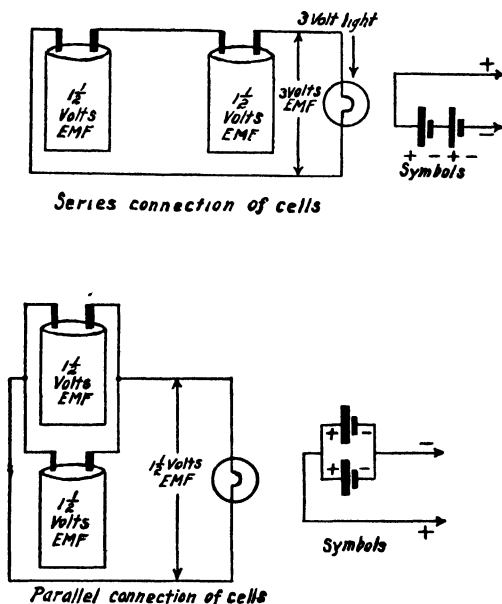 3 Volt light
1½
Volts
EMF
1½
Volts
EMF
3 Volts
EMF
+
−
+ − + −
Symbols
Series connection of cells
1½
Volts
EMF
1½
Volts
EMF
1½ Volts
EMF
+ −
+ −
−
+
Symbols
Parallel connection of cells